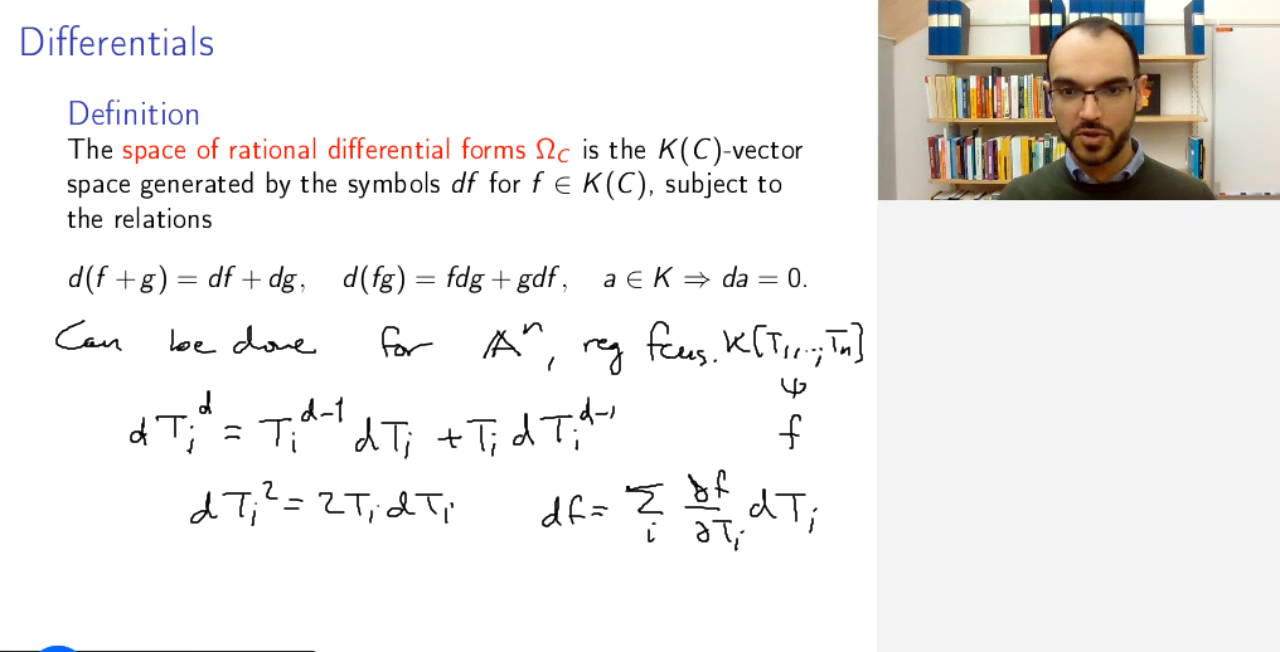 Differentials
Definition
The space of rational differential forms Ω_C is the K(C)-vector
space generated by the symbols df for f ∈ K(C), subject to
the relations
d(f + g) = df + dg, d(fg) = fdg + gdf, a ∈ K ⇒ da = 0.
Can be done for 𝔸^n, reg fcns. K[T_1,...,T_n]
∈
dT_i^d = T_i^{d-1} dT_i + T_i dT_i^{d-1} f
dT_i^2 = 2T_i dT_i df = Σ_i ∂f/∂T_i dT_i